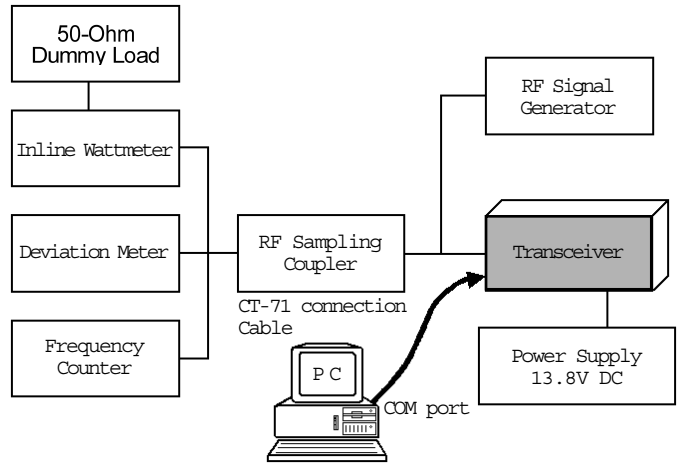 50-Ohm
Dummy Load
RF Signal
Generator
Inline Wattmeter
Deviation Meter
RF Sampling
Coupler
Transceiver
CT-71 connection
Cable
Frequency
Counter
PC
COM port
Power Supply
13.8V DC